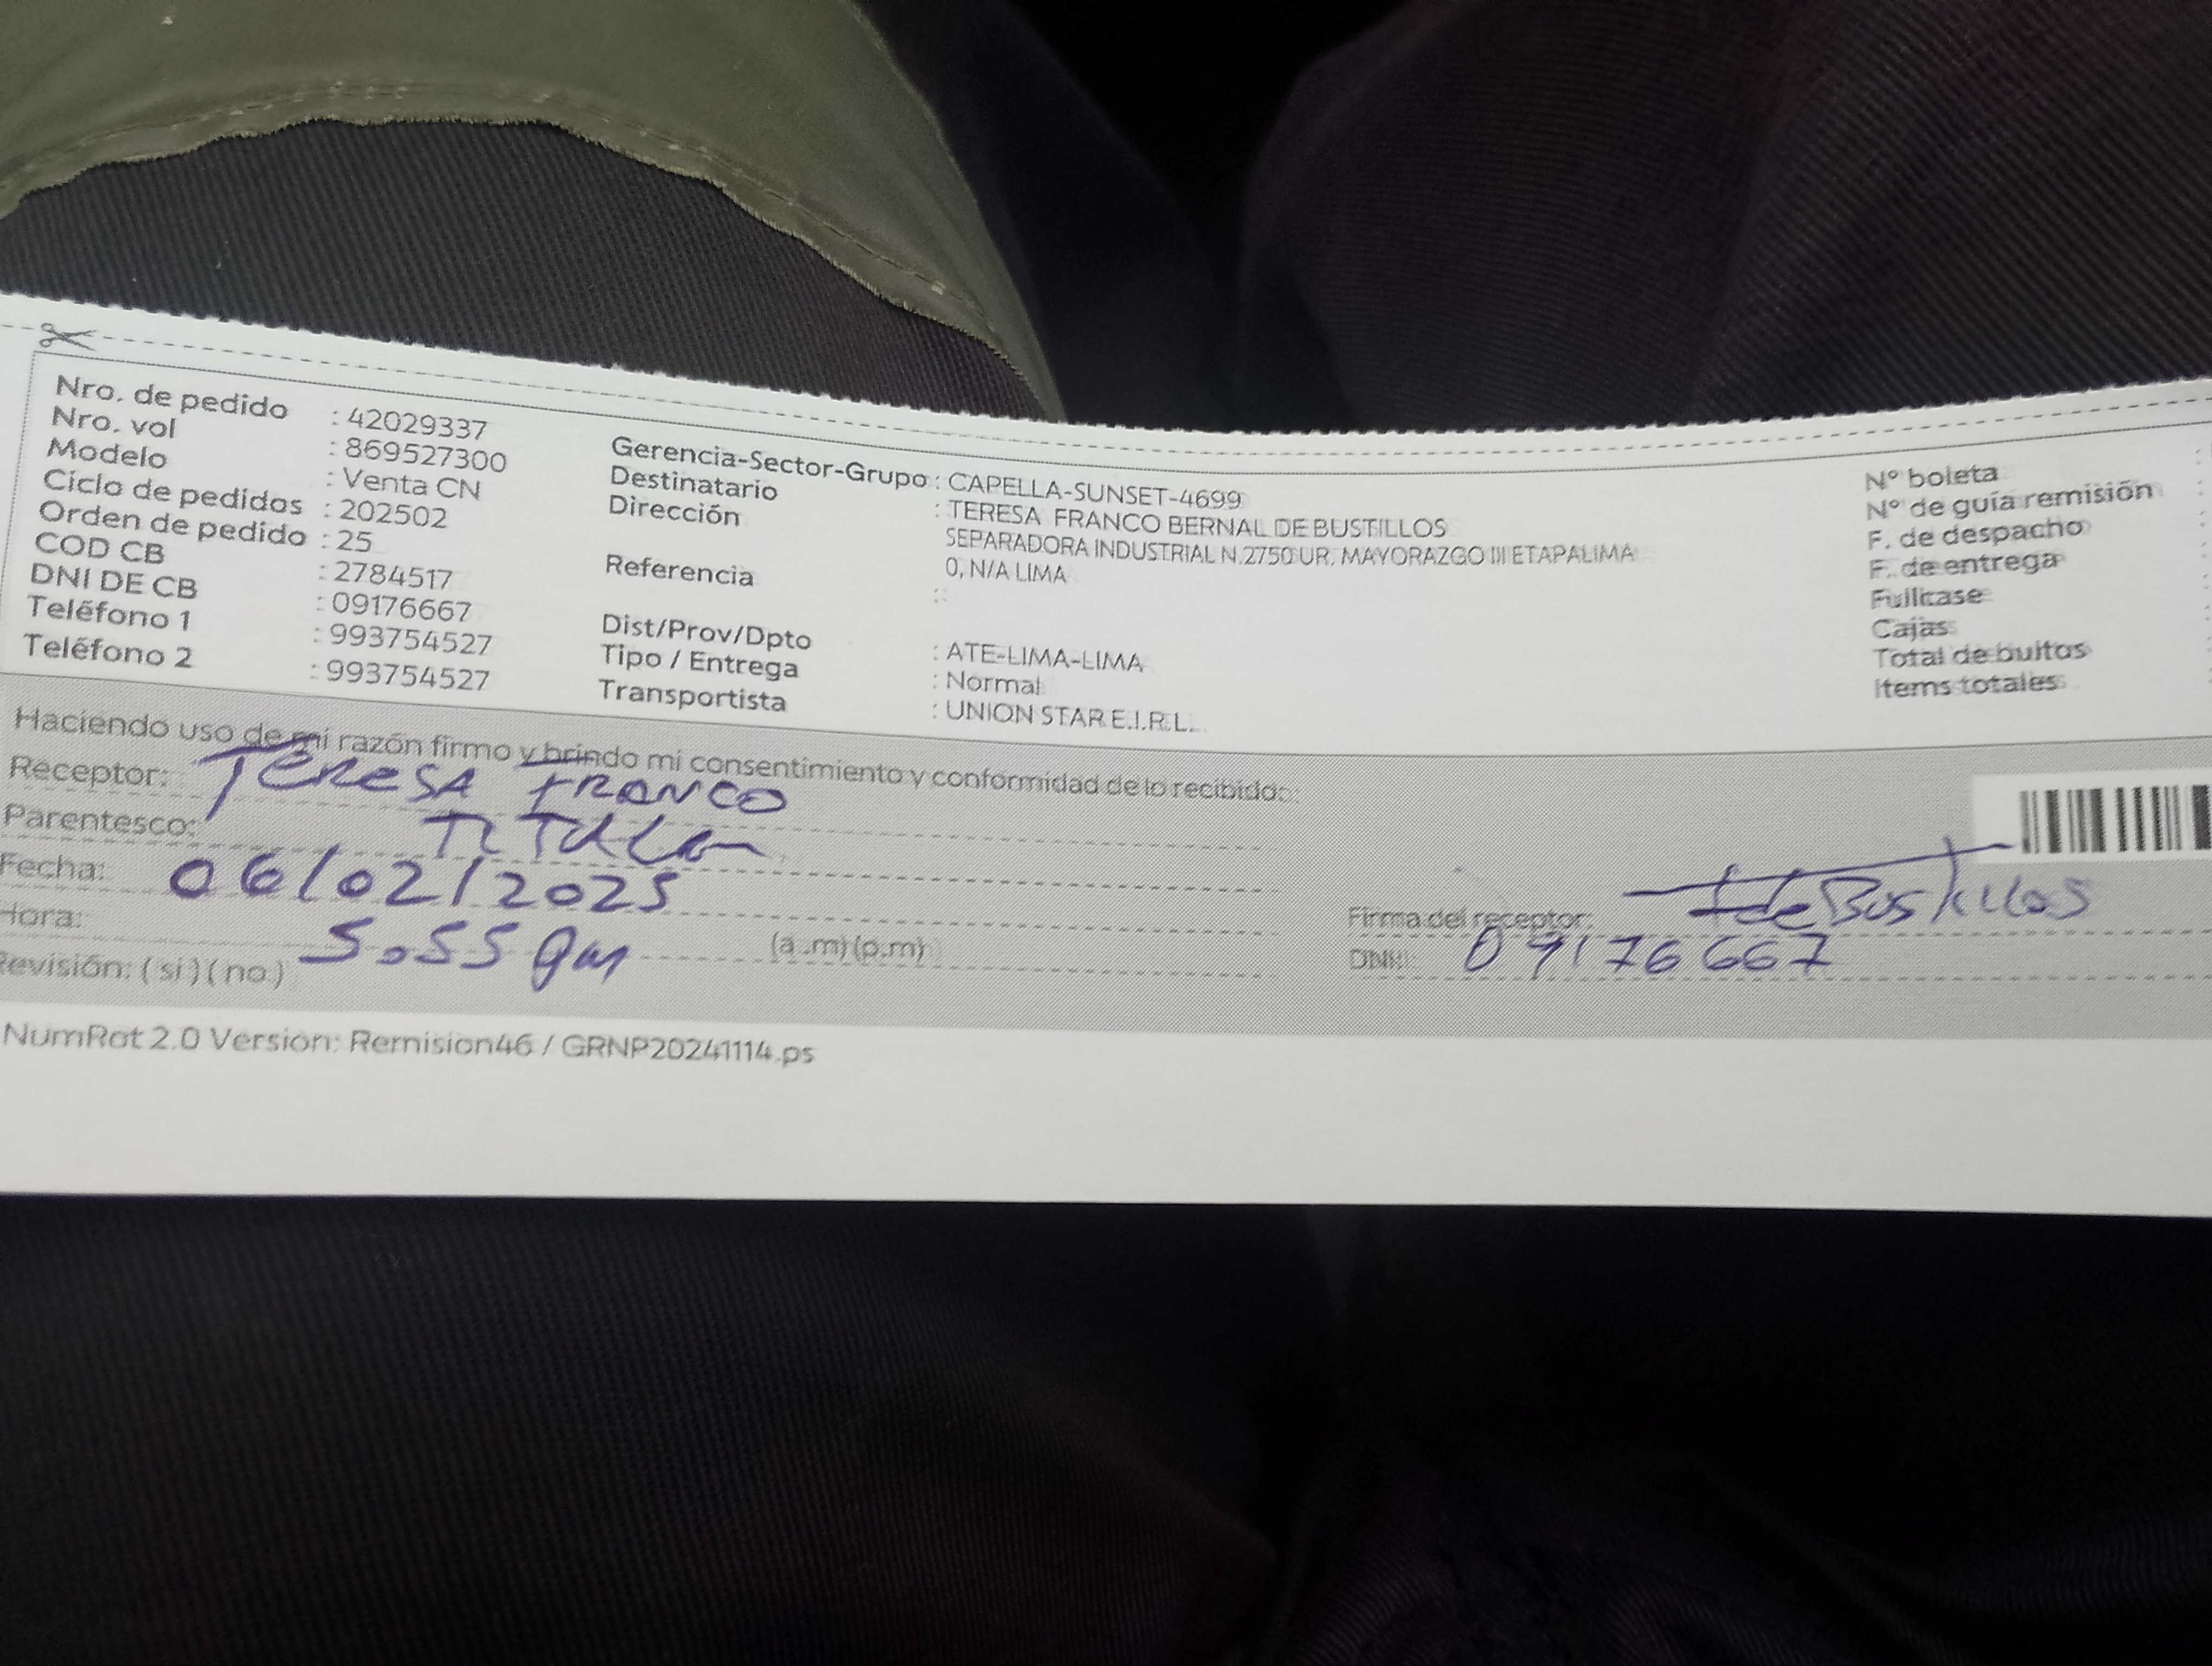 Nro. de pedido : 42029337
Nro. vol : 869527300
Modelo : Venta CN
Ciclo de pedidos : 202502
Orden de pedido : 25
COD CB : 2784517
DNI DE CB : 09176667
Teléfono 1 : 993754527
Teléfono 2 : 993754527
Gerencia-Sector-Grupo : CAPELLA-SUNSET-4699
Destinatario : TERESA FRANCO BERNAL DE BUSTILLOS
Dirección SEPARADORA INDUSTRIAL N.2750 UR. MAYORAZGO III ETAPALIMA
0, N/A LIMA
Referencia :
Dist/Prov/Dpto : ATE-LIMA-LIMA
Tipo / Entrega : Normal
Transportista : UNION STAR E.I.R.L.
N° boleta :
N° de guía remisión :
F. de despacho
F. de entrega
Fullcase
Cajas
Total de bultos
Items totales
Haciendo uso de mi razón firmo y brindo mi consentimiento y conformidad de lo recibido:
Receptor: TERESA FRANCO
Parentesco: TITULAR
Fecha: 06/02/2025
Hora: 5.55 pm (a.m) (p.m)
Revisión: ( si ) ( no )
Firma del receptor: deBustillos
DNI: 09176667
NumRot 2.0 Version: Remision46 / GRNP20241114.ps